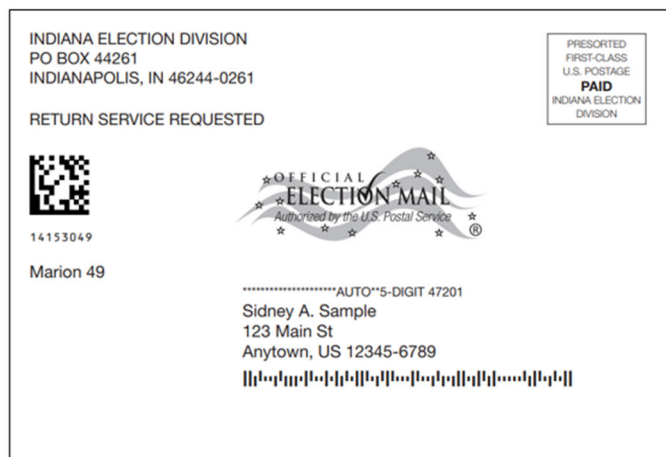 INDIANA ELECTION DIVISION
PO BOX 44261
INDIANAPOLIS, IN 46244-0261
RETURN SERVICE REQUESTED
PRESORTED
FIRST-CLASS
U.S. POSTAGE
PAID
INDIANA ELECTION
DIVISION
14153049
Marion 49
OFFICIAL
ELECTION MAIL
Authorized by the U.S. Postal Service
®
*********************AUTO**5-DIGIT 47201
Sidney A. Sample
123 Main St
Anytown, US 12345-6789